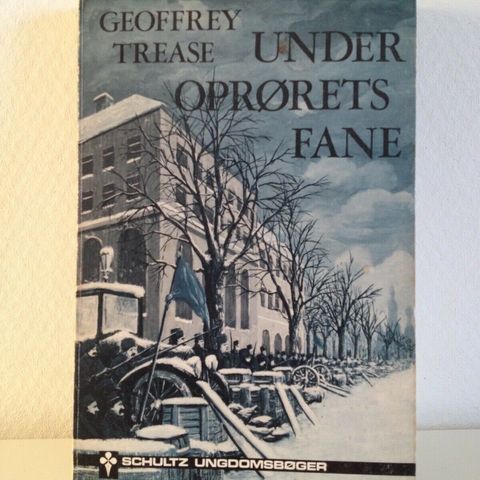 GEOFFREY
TREASE
UNDER
OPRØRETS
FANE
SCHULTZ UNGDOMSBØGER